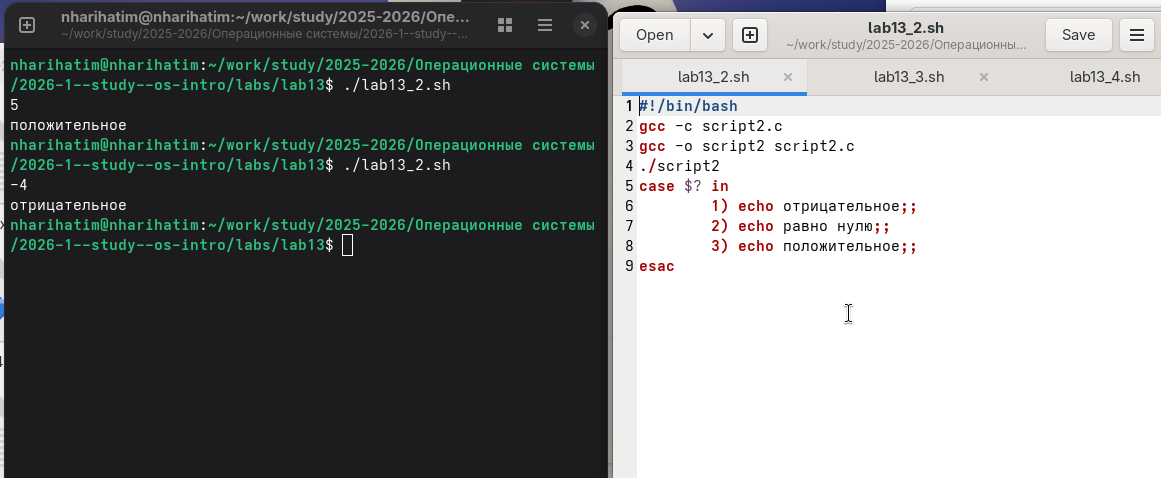 nharihatim@nharihatim:~/work/study/2025-2026/Опе...
~/work/study/2025-2026/Операционные системы/2026-1--study--...
nharihatim@nharihatim:~/work/study/2025-2026/Операционные системы
/2026-1--study--os-intro/labs/lab13$ ./lab13_2.sh
5
положительное
nharihatim@nharihatim:~/work/study/2025-2026/Операционные системы
/2026-1--study--os-intro/labs/lab13$ ./lab13_2.sh
-4
отрицательное
nharihatim@nharihatim:~/work/study/2025-2026/Операционные системы
/2026-1--study--os-intro/labs/lab13$
Open
lab13_2.sh
~/work/study/2025-2026/Операционны...
Save
lab13_2.sh
lab13_3.sh
lab13_4.sh
1 #!/bin/bash
2 gcc -c script2.c
3 gcc -o script2 script2.c
4 ./script2
5 case $? in
6 1) echo отрицательное;;
7 2) echo равно нулю;;
8 3) echo положительное;;
9 esac